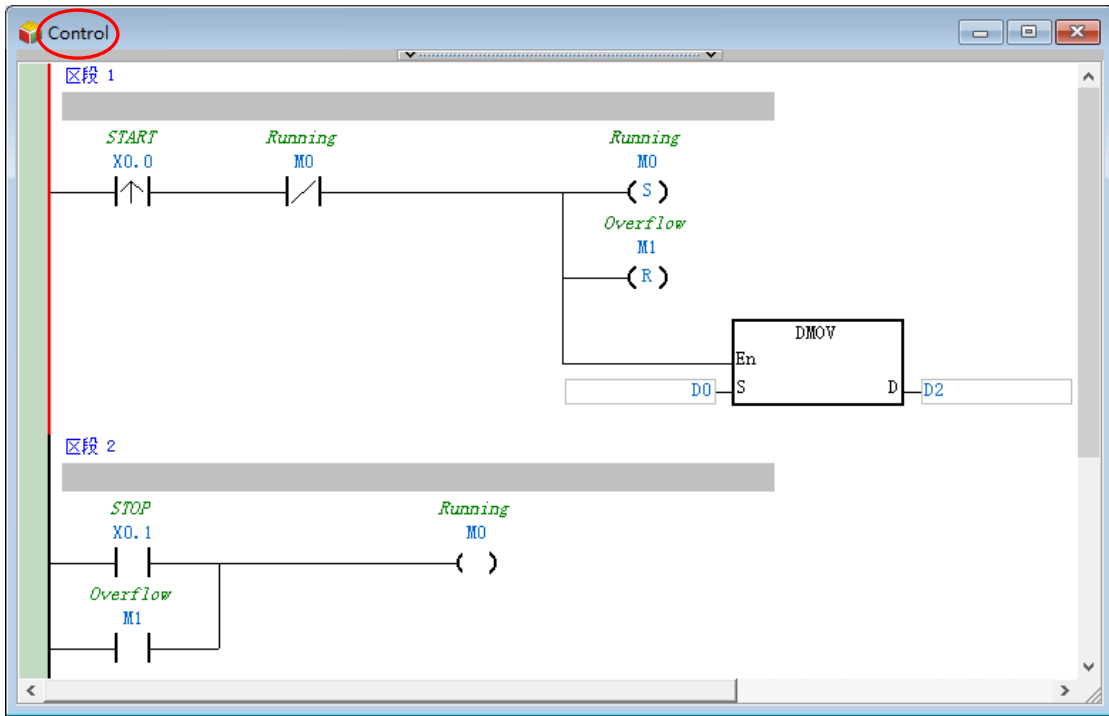 Control
区段 1
START Running Running
X0.0 M0 M0
S
Overflow
M1
R
DMOV
En
D0 S D D2
区段 2
STOP Running
X0.1 M0
Overflow
M1